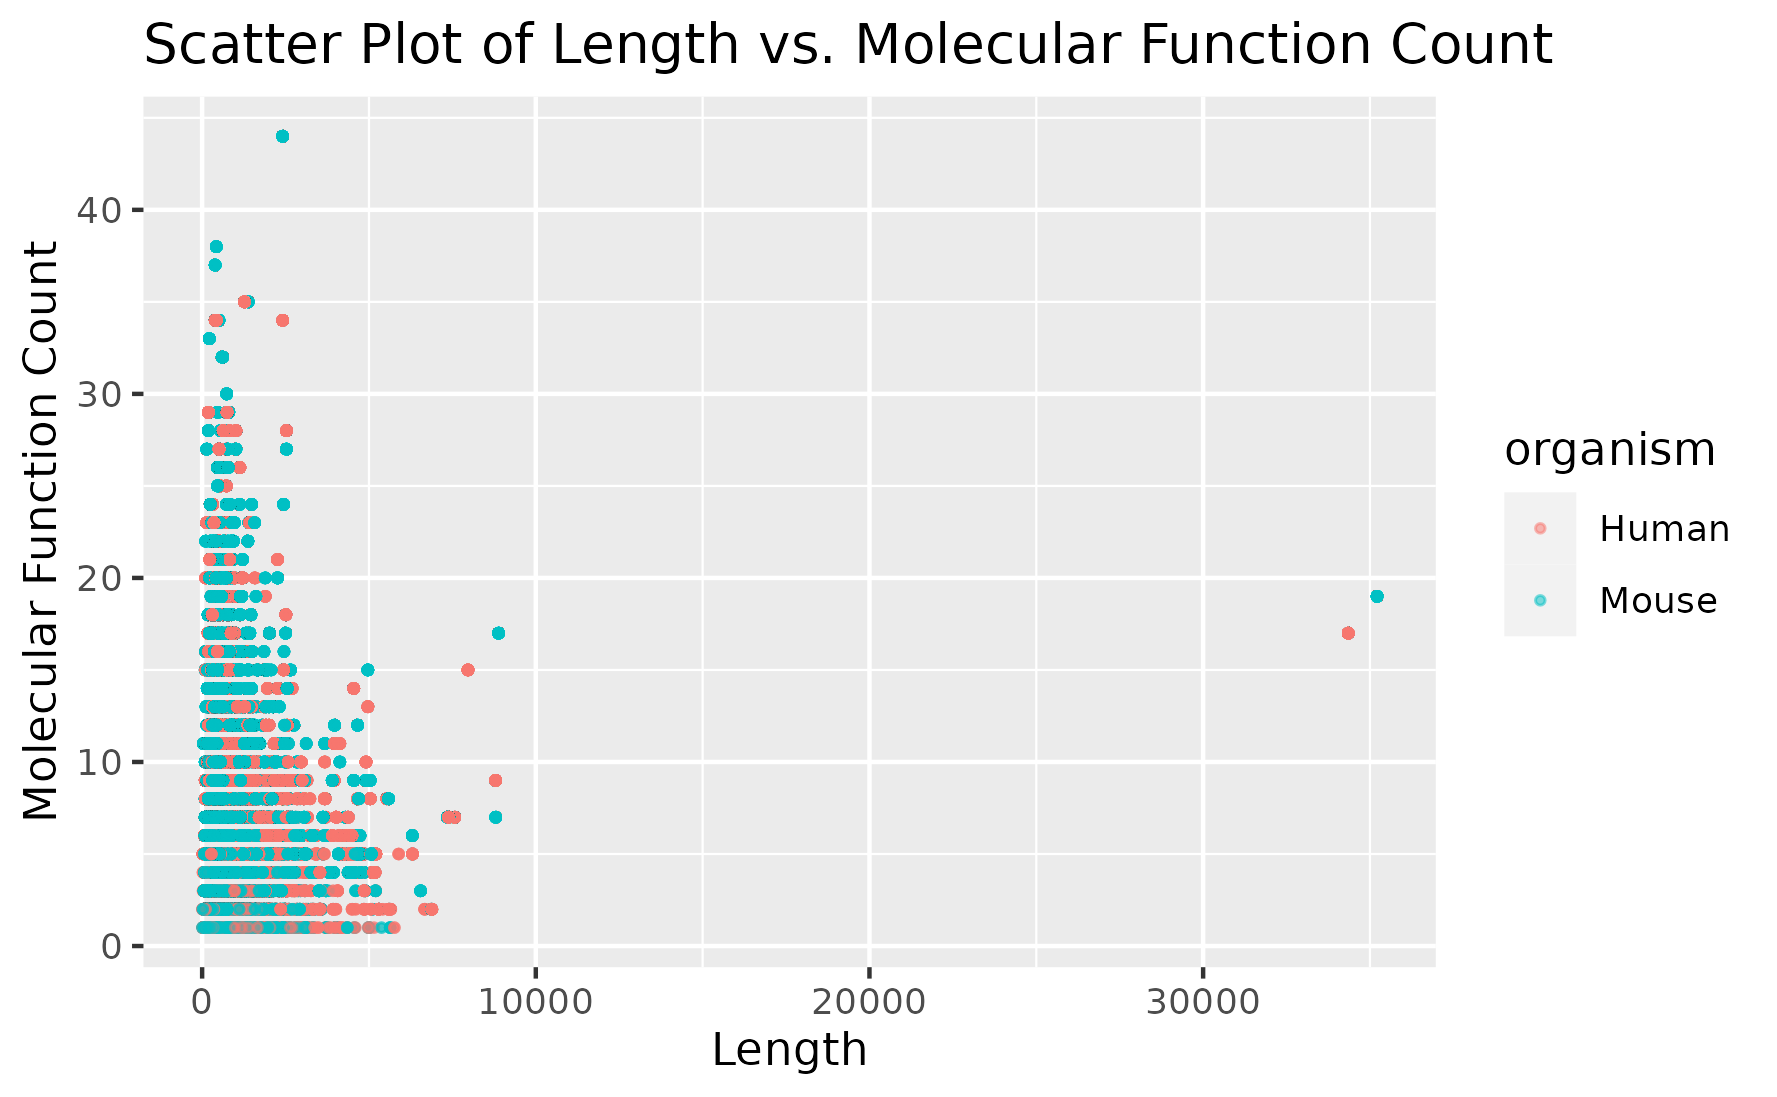 Scatter Plot of Length vs. Molecular Function Count
Molecular Function Count
40
30
20
10
0
0 10000 20000 30000
Length
organism
Human
Mouse